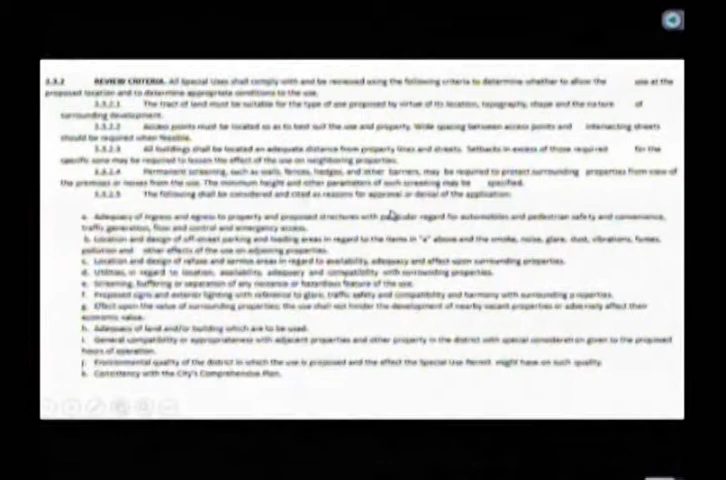 3.3.2 REVIEW CRITERIA. All Special Uses shall comply with and be reviewed using the following criteria to determine whether to allow the use at the
proposed location and to determine appropriate conditions to the use.
3.3.2.1 The tract of land must be suitable for the type of use proposed by virtue of its location, topography, shape and the nature of
surrounding development.
3.3.2.2 Access points must be located so as to best suit the use and property. Wide spacing between access points and intersecting streets
should be required when feasible.
3.3.2.3 All buildings shall be located an adequate distance from property lines and streets. Setbacks in excess of those required for the
specific zone may be required to lessen the effect of the use on neighboring properties.
3.3.2.4 Permanent screening, such as walls, fences, hedges, and other barriers, may be required to protect surrounding properties from view of
the premises or noises from the use. The minimum height and other parameters of such screening may be specified.
3.3.2.5 The following shall be considered and cited as reasons for approval or denial of the application:
a. Adequacy of ingress and egress to property and proposed structures with particular regard for automobiles and pedestrian safety and convenience,
traffic generation, flow and control and emergency access.
b. Location and design of off-street parking and loading areas in regard to the items in "a" above and the smoke, noise, glare, dust, vibrations, fumes,
pollution and other effects of the use on adjoining properties.
c. Location and design of refuse and service areas in regard to availability, adequacy and effect upon surrounding properties.
d. Utilities, in regard to location, availability, adequacy and compatibility with surrounding properties.
e. Screening, buffering or separation of any nuisance or hazardous feature of the use.
f. Proposed signs and exterior lighting with reference to glare, traffic safety and compatibility and harmony with surrounding properties.
g. Effect upon the value of surrounding properties; the use shall not hinder the development of nearby vacant properties or adversely affect their
economic value.
h. Adequacy of land and/or building which are to be used.
i. General compatibility or appropriateness with adjacent properties and other property in the district with special consideration given to the proposed
hours of operation.
j. Environmental quality of the district in which the use is proposed and the effect the Special Use Permit might have on such quality.
k. Consistency with the City's Comprehensive Plan.